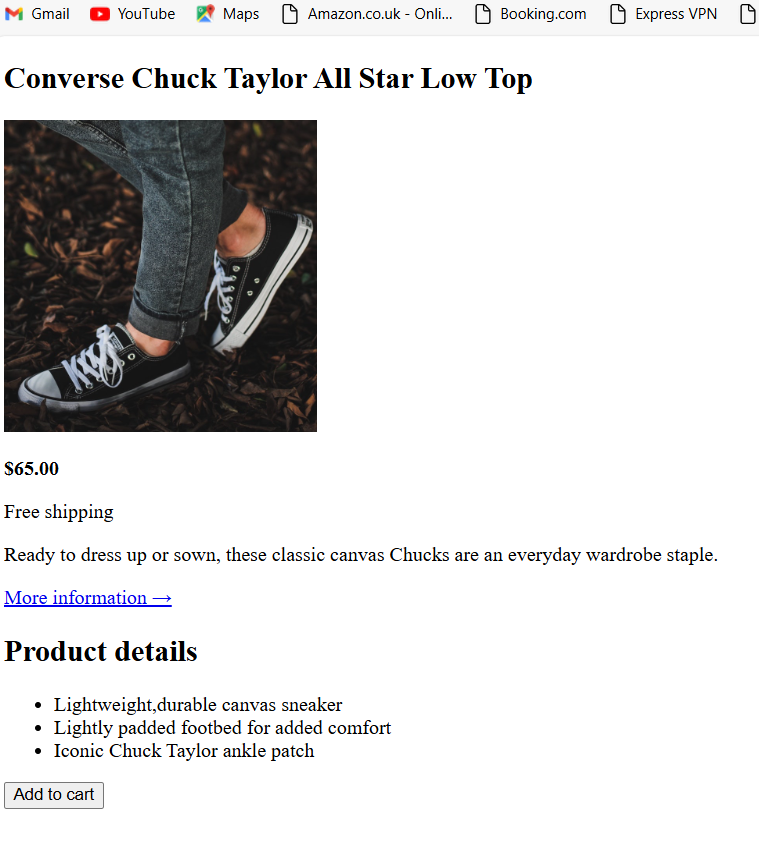 Gmail YouTube Maps Amazon.co.uk - Onli... Booking.com Express VPN
Converse Chuck Taylor All Star Low Top
$65.00
Free shipping
Ready to dress up or sown, these classic canvas Chucks are an everyday wardrobe staple.
More information →
Product details
• Lightweight,durable canvas sneaker
• Lightly padded footbed for added comfort
• Iconic Chuck Taylor ankle patch
Add to cart